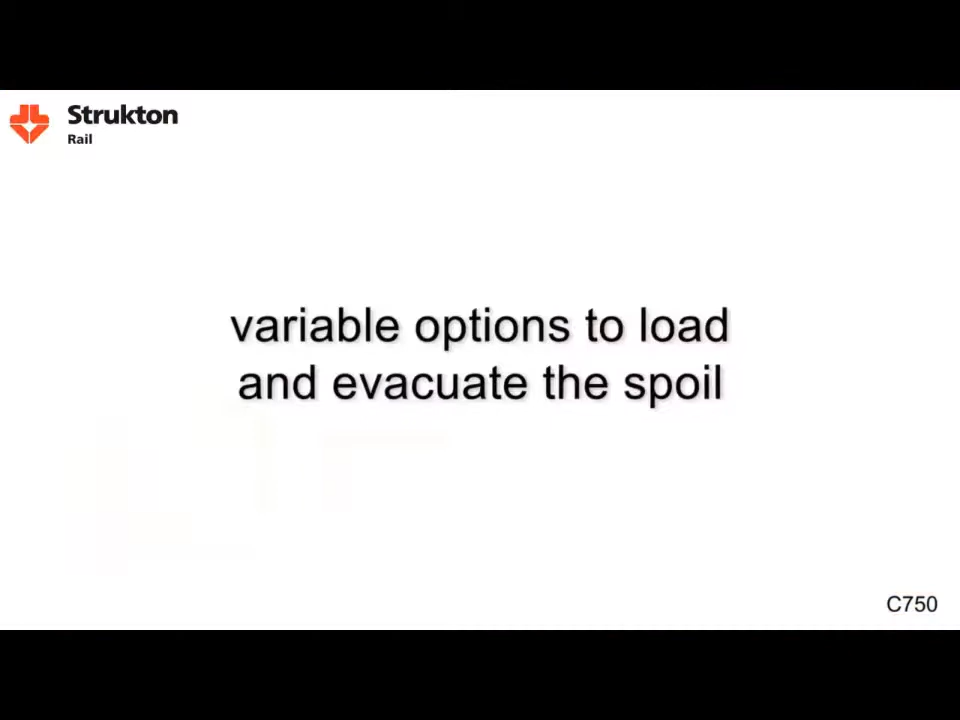 Strukton
Rail
variable options to load
and evacuate the spoil
C750